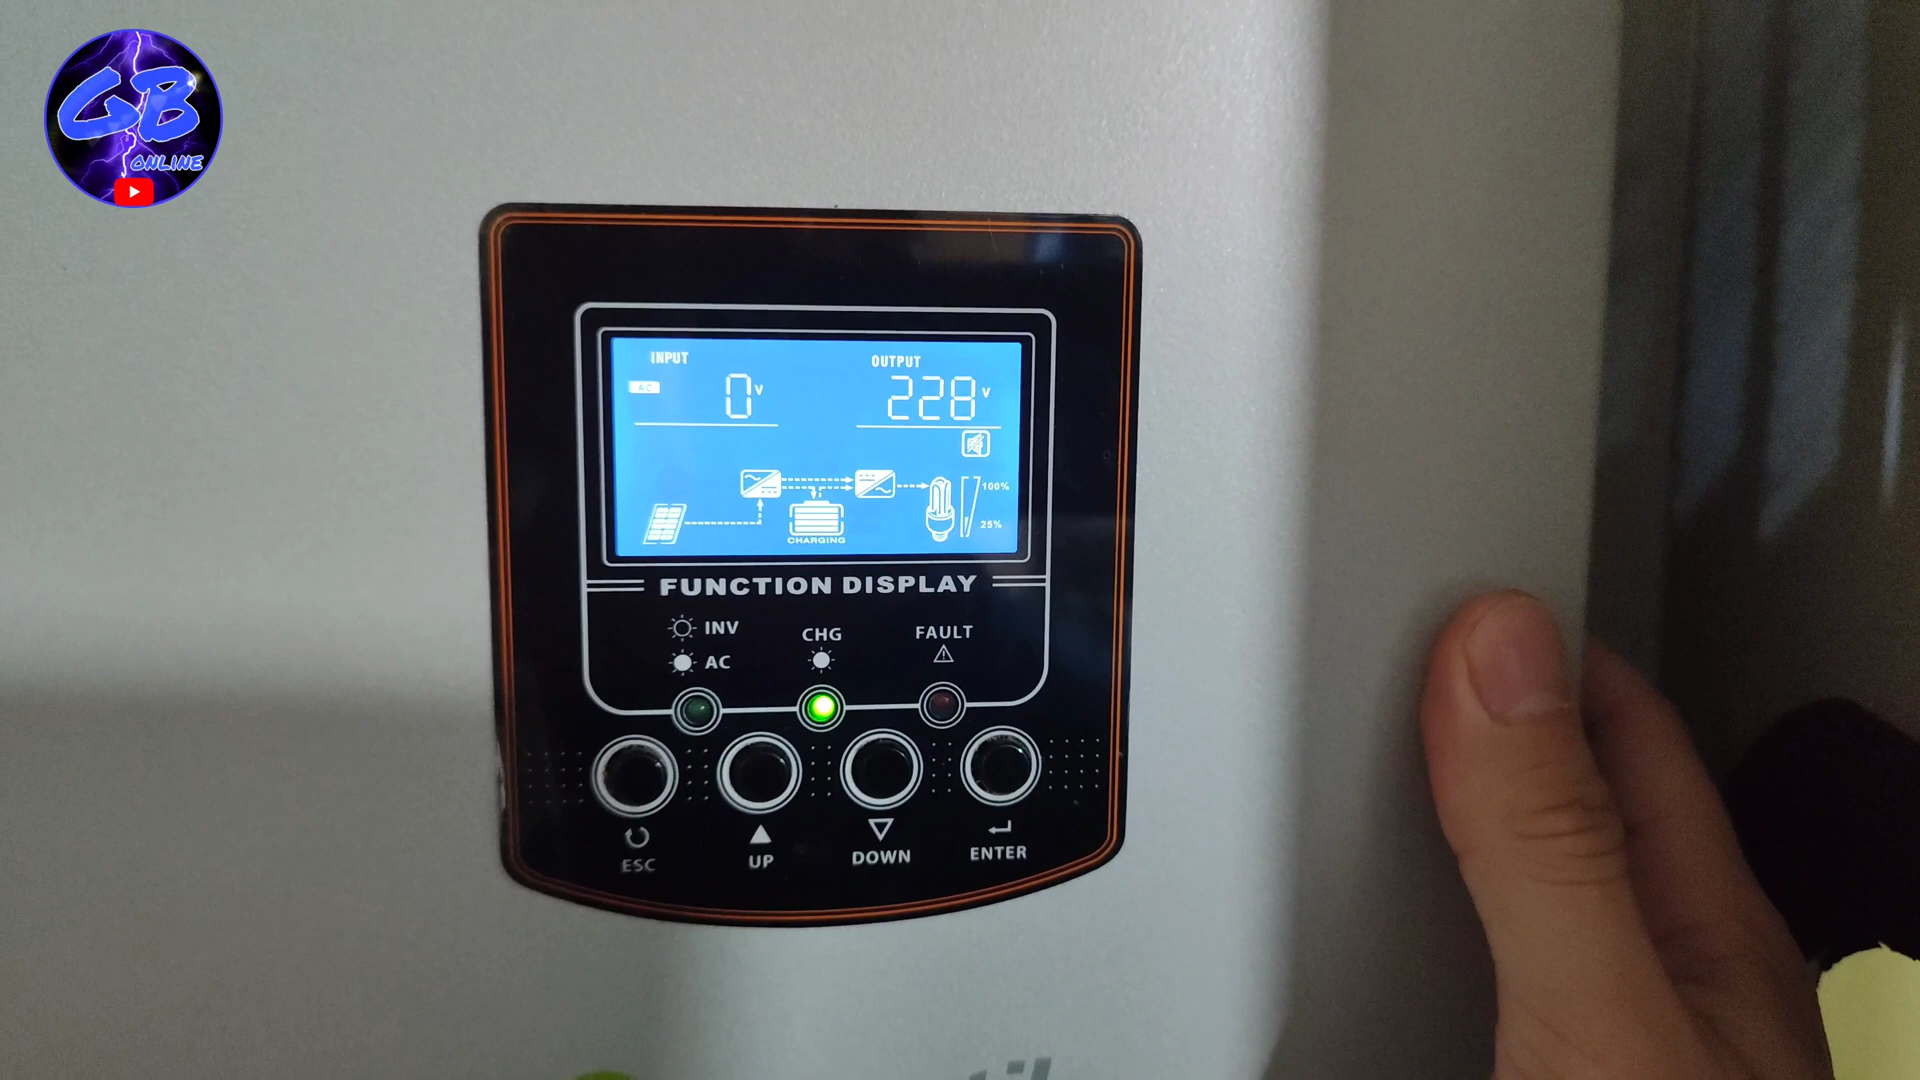 GB
ONLINE
INPUT
OUTPUT
AC
0V
228V
100%
25%
CHARGING
FUNCTION DISPLAY
INV
CHG
FAULT
AC
ESC
UP
DOWN
ENTER